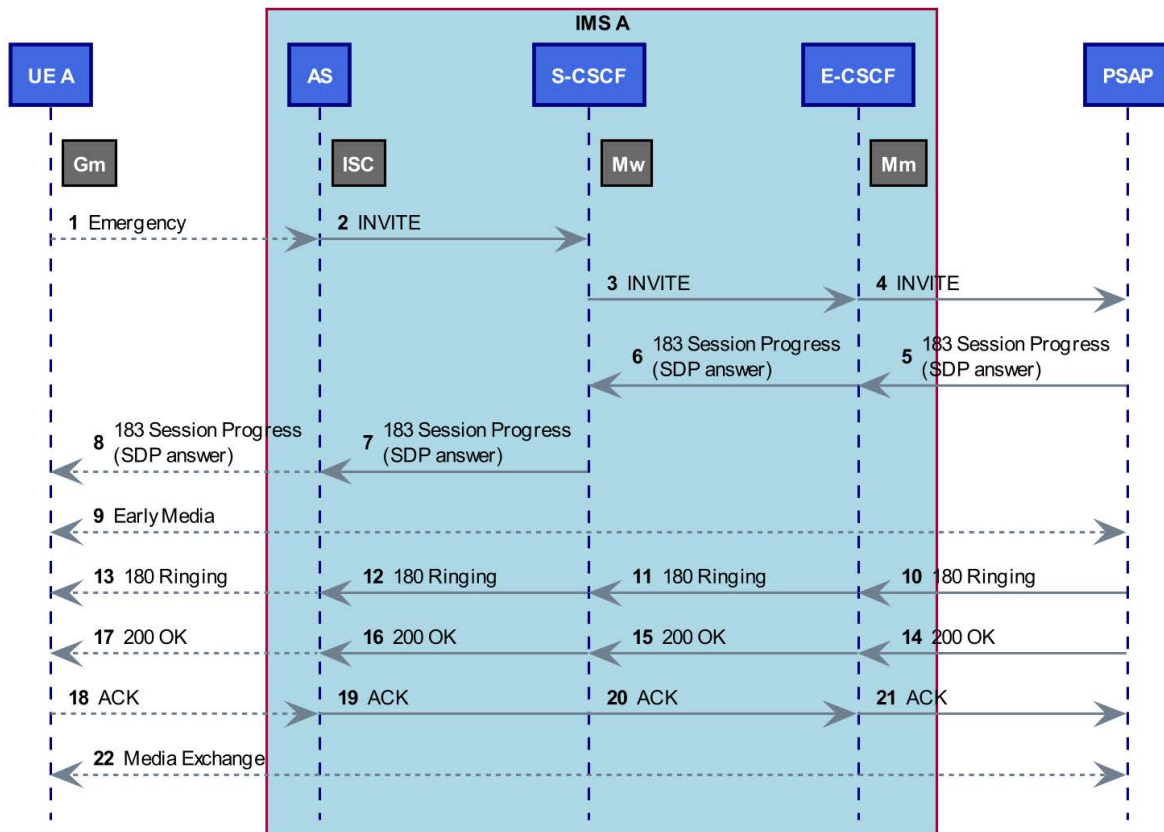 IMS A
UE A
AS
S-CSCF
E-CSCF
PSAP
Gm
ISC
Mw
Mm
1 Emergency
2 INVITE
3 INVITE
4 INVITE
6 183 Session Progress
(SDP answer)
5 183 Session Progress
(SDP answer)
8 183 Session Progress
(SDP answer)
7 183 Session Progress
(SDP answer)
9 Early Media
13 180 Ringing
12 180 Ringing
11 180 Ringing
10 180 Ringing
17 200 OK
16 200 OK
15 200 OK
14 200 OK
18 ACK
19 ACK
20 ACK
21 ACK
22 Media Exchange